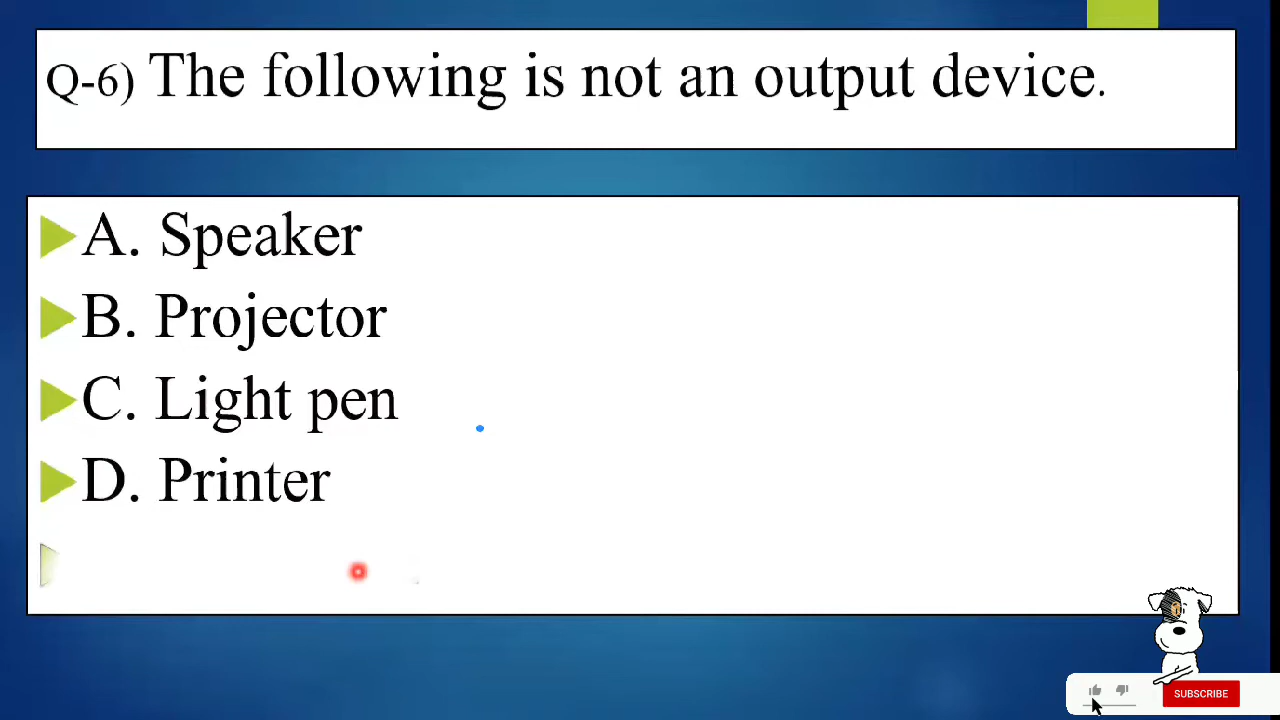 Q-6) The following is not an output device.
A. Speaker
B. Projector
C. Light pen
D. Printer
SUBSCRIBE